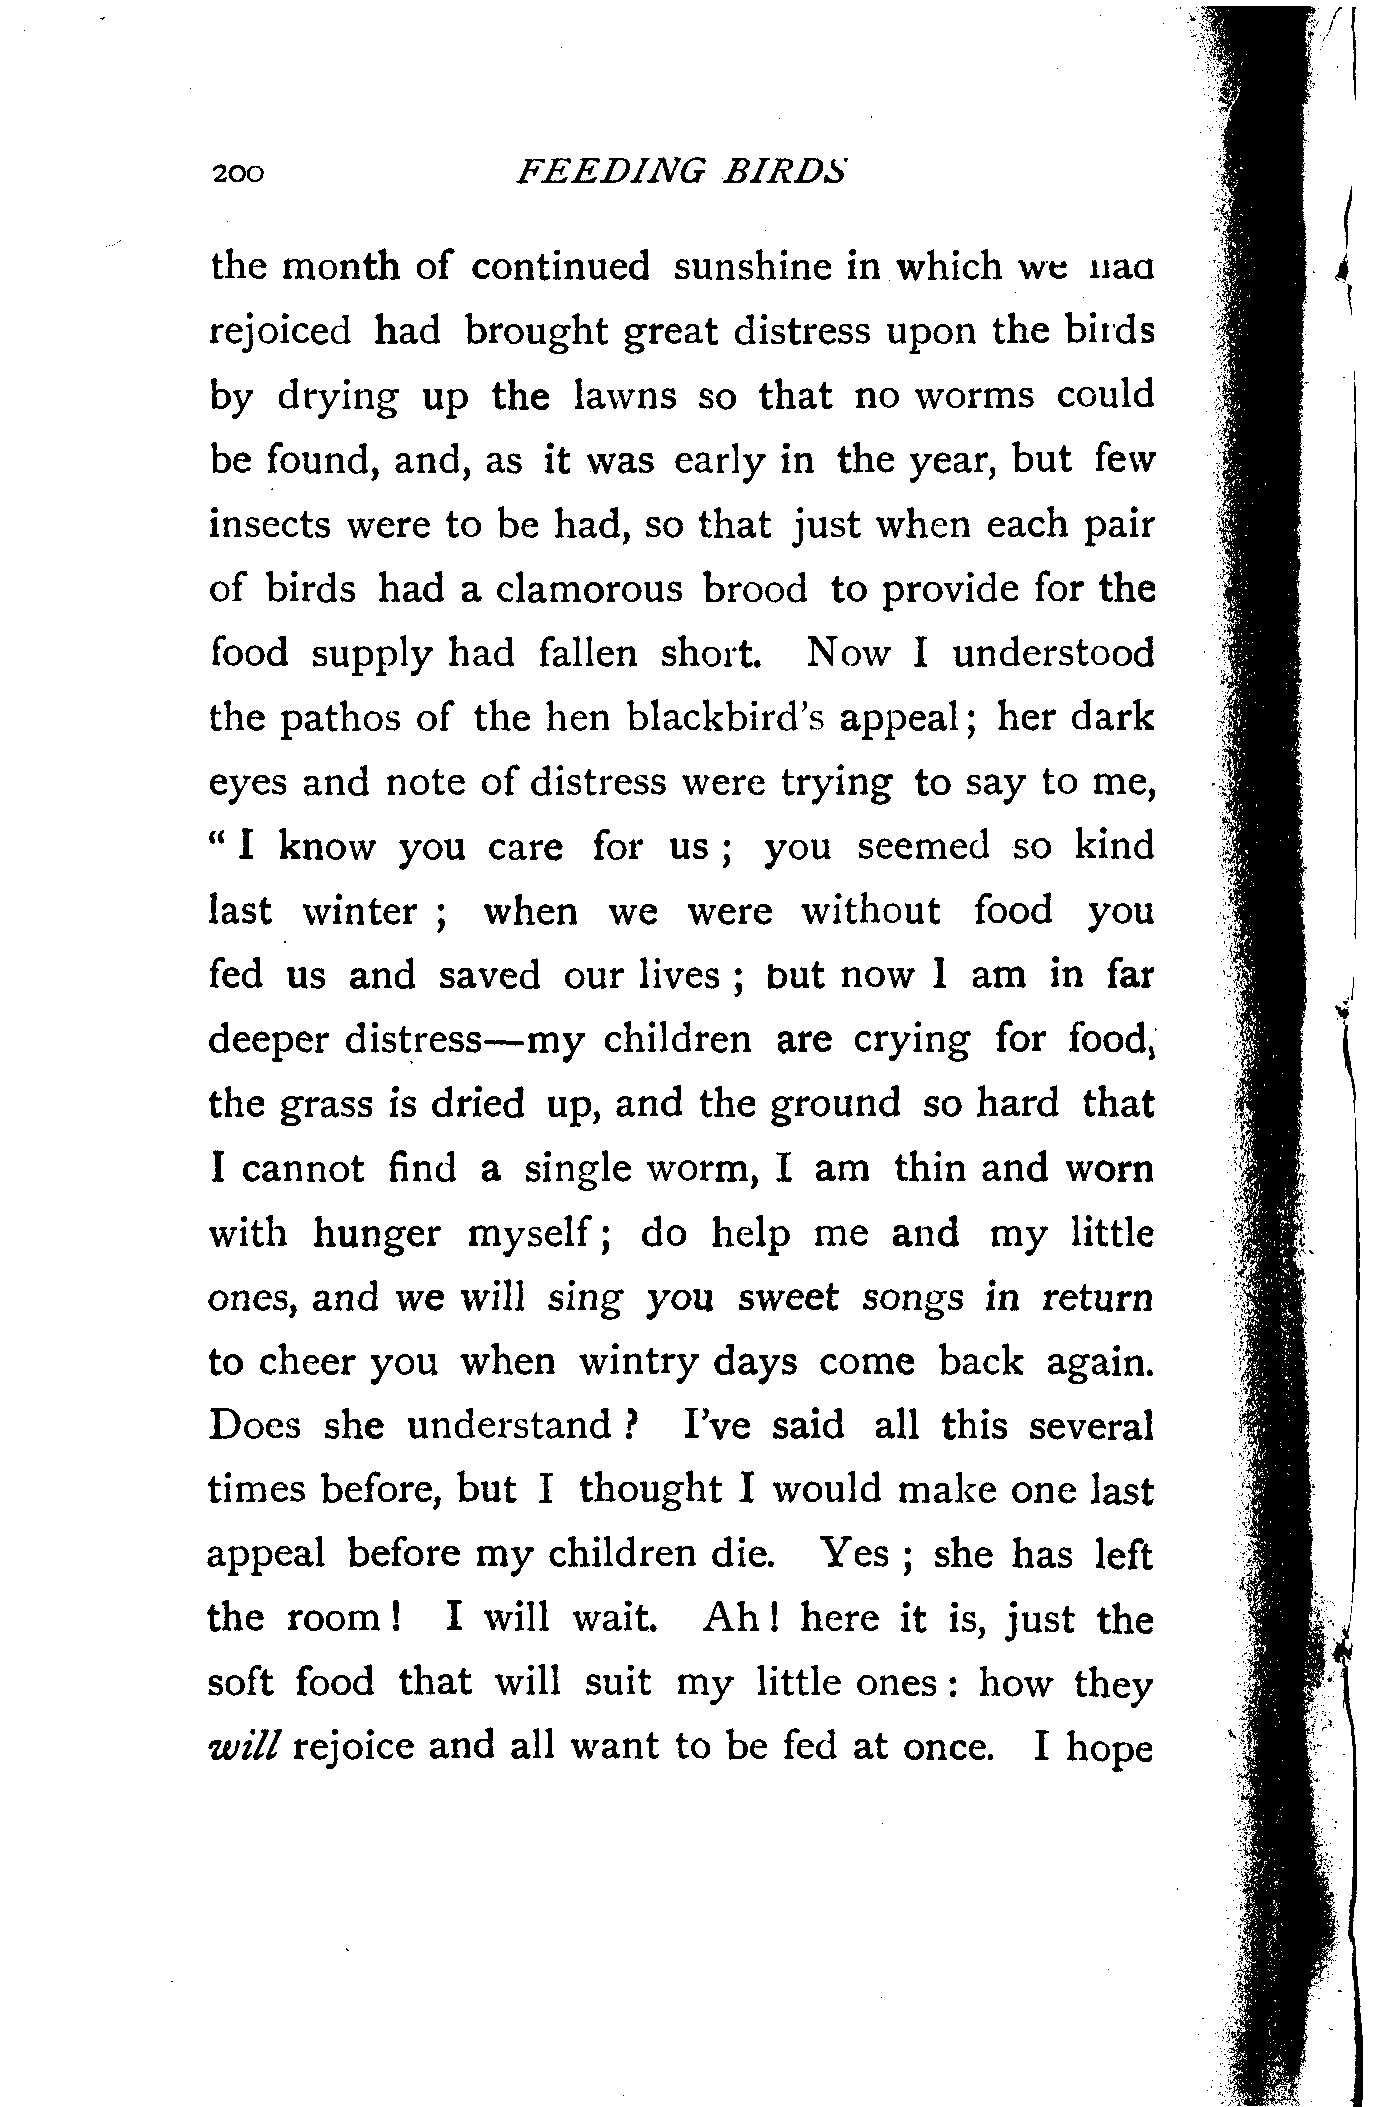 200 FEEDING BIRDS
the month of continued sunshine in which we had
rejoiced had brought great distress upon the birds
by drying up the lawns so that no worms could
be found, and, as it was early in the year, but few
insects were to be had, so that just when each pair
of birds had a clamorous brood to provide for the
food supply had fallen short. Now I understood
the pathos of the hen blackbird's appeal; her dark
eyes and note of distress were trying to say to me,
“ I know you care for us ; you seemed so kind
last winter ; when we were without food you
fed us and saved our lives ; but now I am in far
deeper distress—my children are crying for food,
the grass is dried up, and the ground so hard that
I cannot find a single worm, I am thin and worn
with hunger myself; do help me and my little
ones, and we will sing you sweet songs in return
to cheer you when wintry days come back again.
Does she understand ? I've said all this several
times before, but I thought I would make one last
appeal before my children die. Yes ; she has left
the room! I will wait. Ah! here it is, just the
soft food that will suit my little ones : how they
will rejoice and all want to be fed at once. I hope